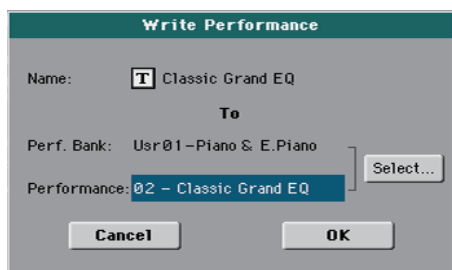 Write Performance
Name: T Classic Grand EQ
To
Perf. Bank: Usr01-Piano & E.Piano
Select...
Performance: 02 - Classic Grand EQ
Cancel OK